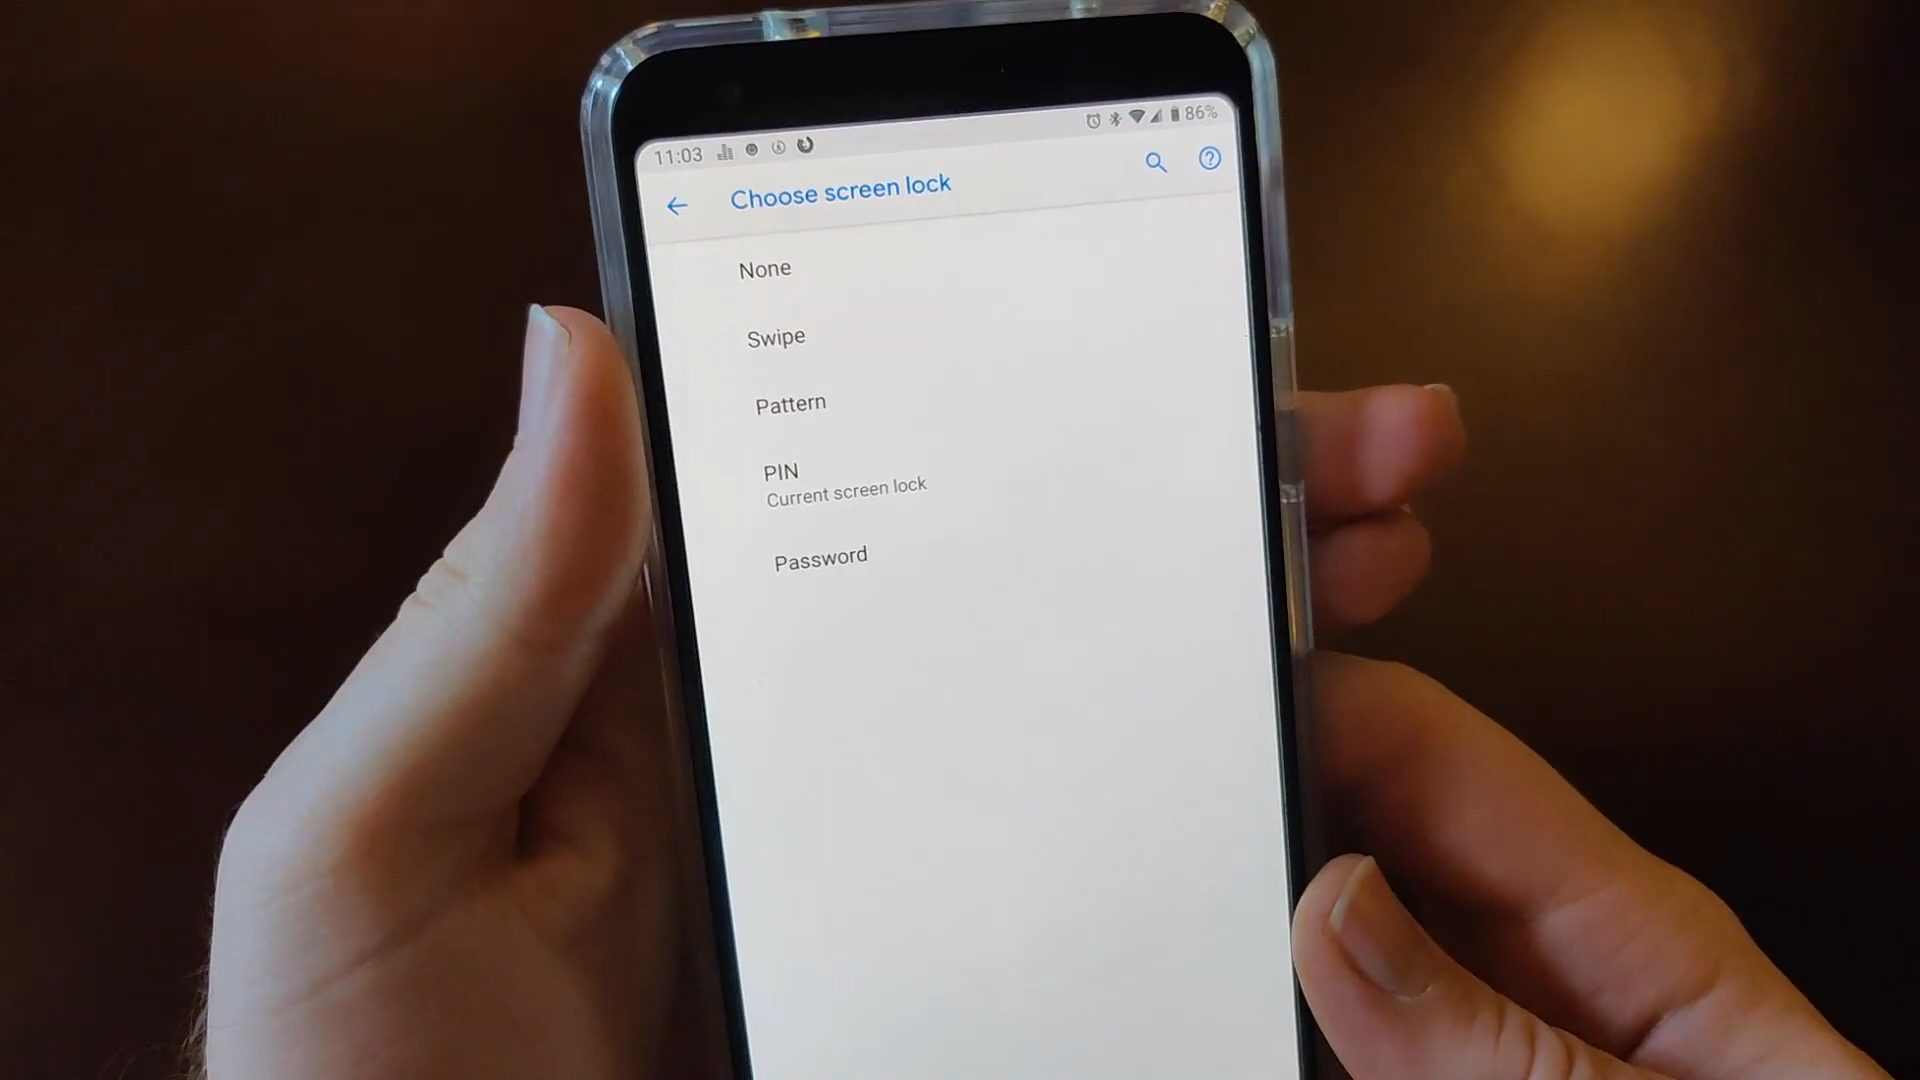 11:03
86%
Choose screen lock
None
Swipe
Pattern
PIN
Current screen lock
Password